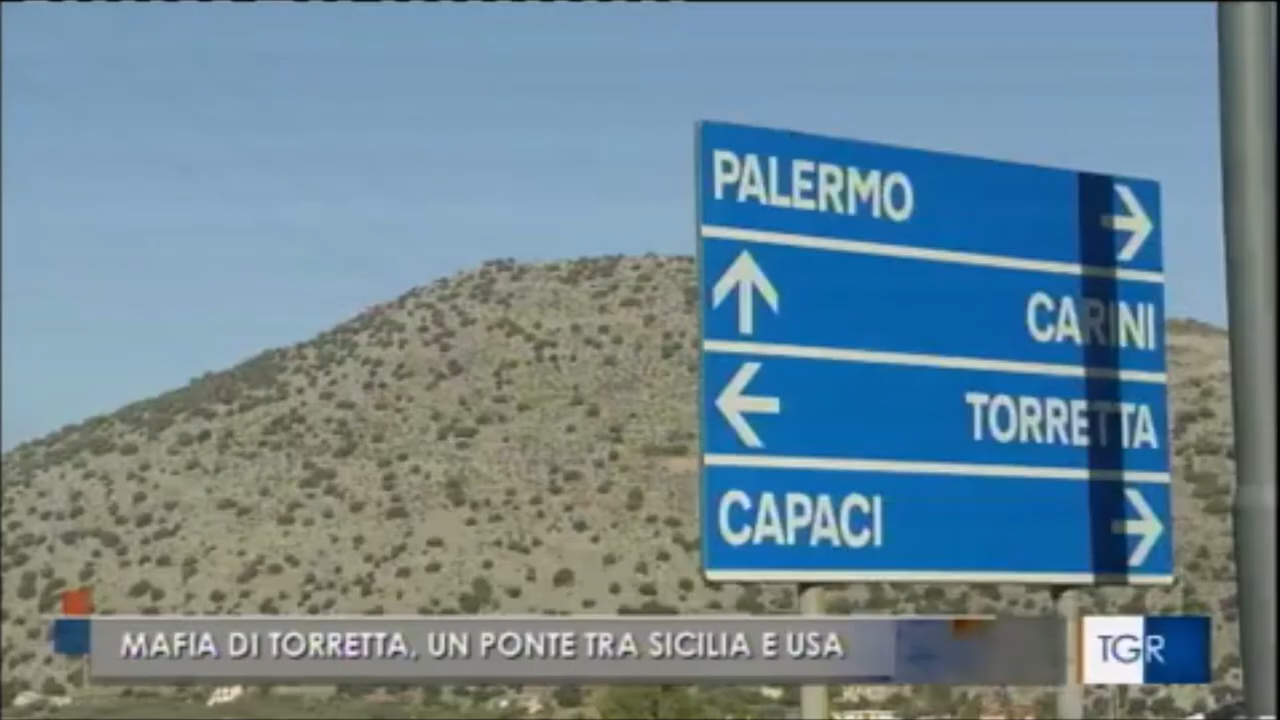 PALERMO
CARINI
TORRETTA
CAPACI
MAFIA DI TORRETTA, UN PONTE TRA SICILIA E USA
TGR